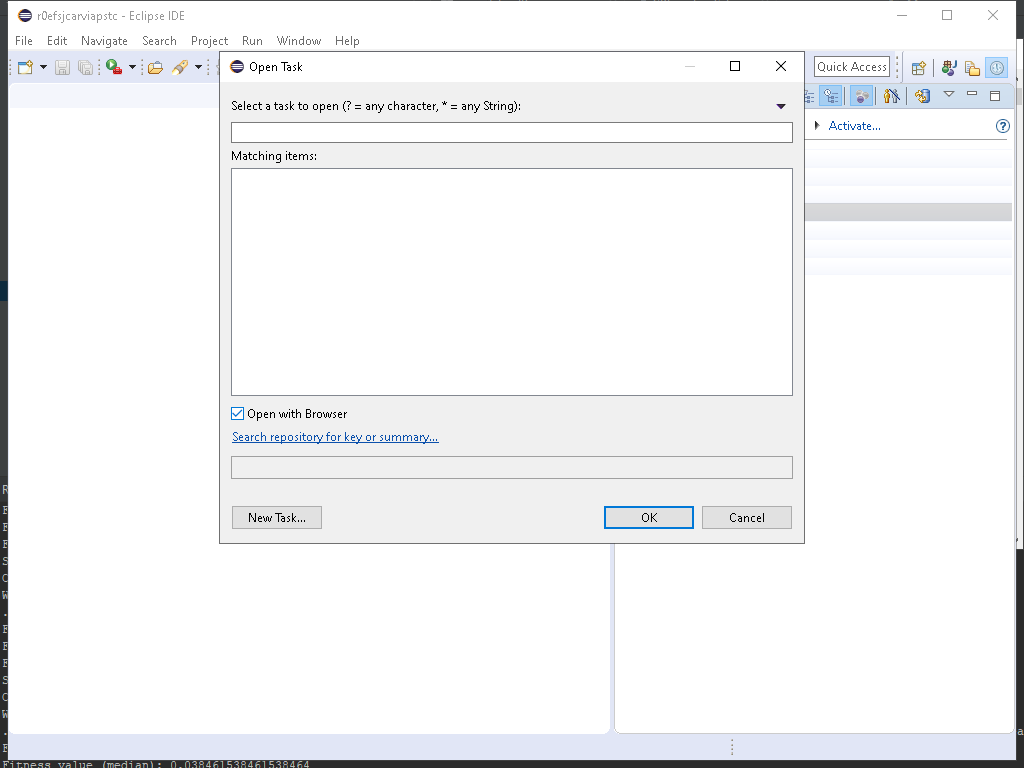 r0efsjcarviapstc - Eclipse IDE
File Edit Navigate Search Project Run Window Help
Open Task
Quick Access
Select a task to open (? = any character, * = any String):
Activate...
Matching items:
Open with Browser
Search repository for key or summary...
New Task... OK Cancel
Fitness value (median): 0.038461538461538464